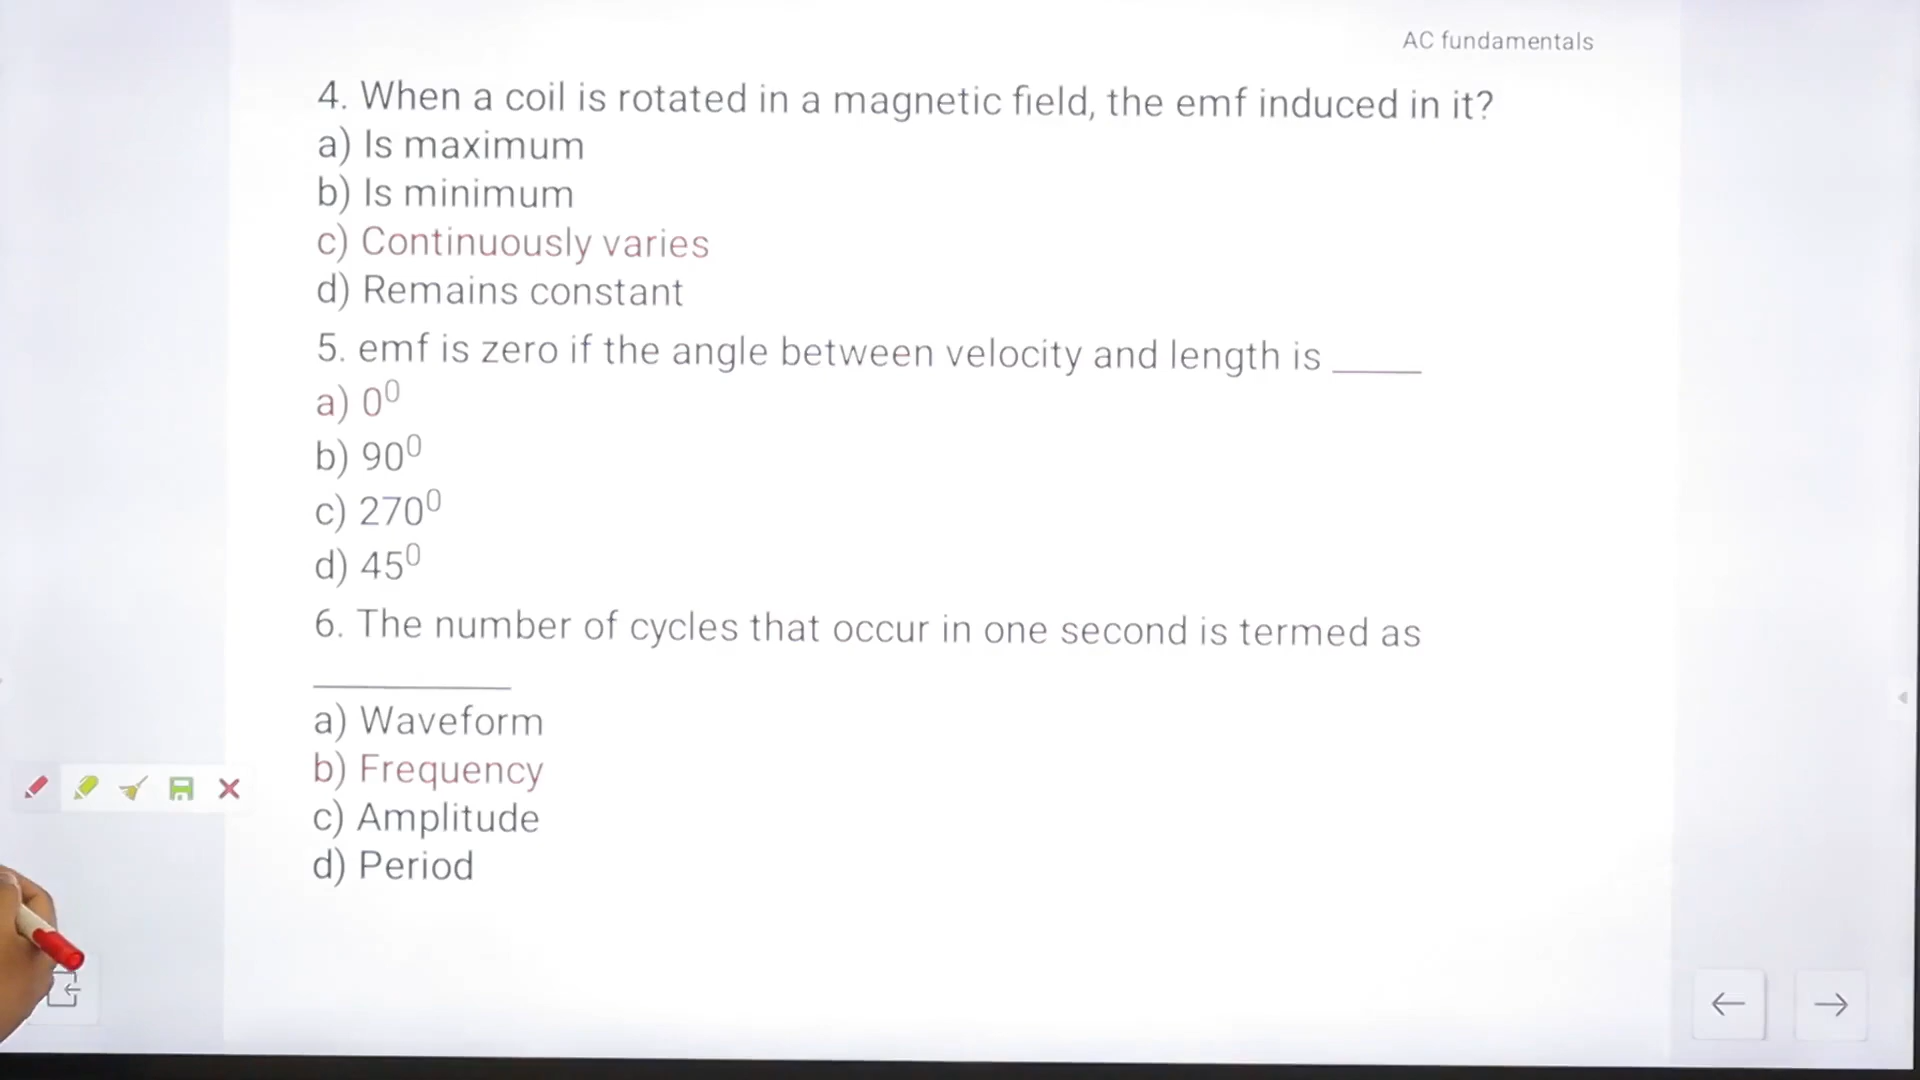 AC fundamentals
4. When a coil is rotated in a magnetic field, the emf induced in it?
a) Is maximum
b) Is minimum
c) Continuously varies
d) Remains constant
5. emf is zero if the angle between velocity and length is _____
a) 0⁰
b) 90⁰
c) 270⁰
d) 45⁰
6. The number of cycles that occur in one second is termed as
___________
a) Waveform
b) Frequency
c) Amplitude
d) Period